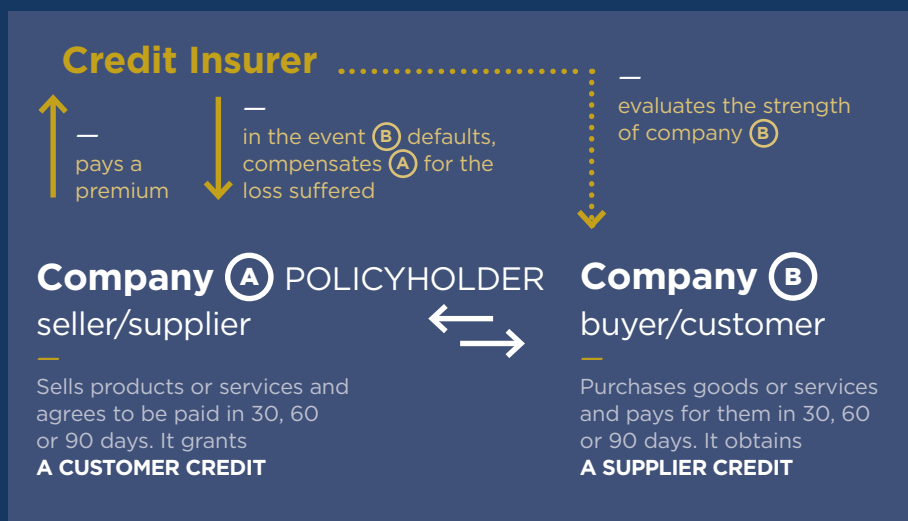 Credit Insurer
—
pays a
premium
—
in the event B defaults,
compensates A for the
loss suffered
—
evaluates the strength
of company B
Company A POLICYHOLDER
seller/supplier
—
Sells products or services and
agrees to be paid in 30, 60
or 90 days. It grants
A CUSTOMER CREDIT
Company B
buyer/customer
—
Purchases goods or services
and pays for them in 30, 60
or 90 days. It obtains
A SUPPLIER CREDIT